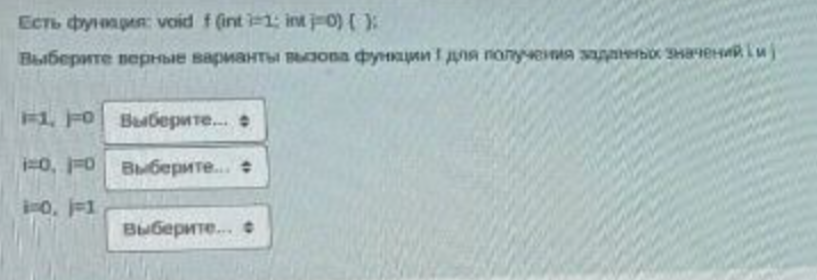 Есть функция: void f (int i=1; int j=0) { };
Выберите верные варианты вызова функции f для получения заданных значений i и j
i=1, j=0 Выберите...
i=0, j=0 Выберите...
i=0, j=1
Выберите...